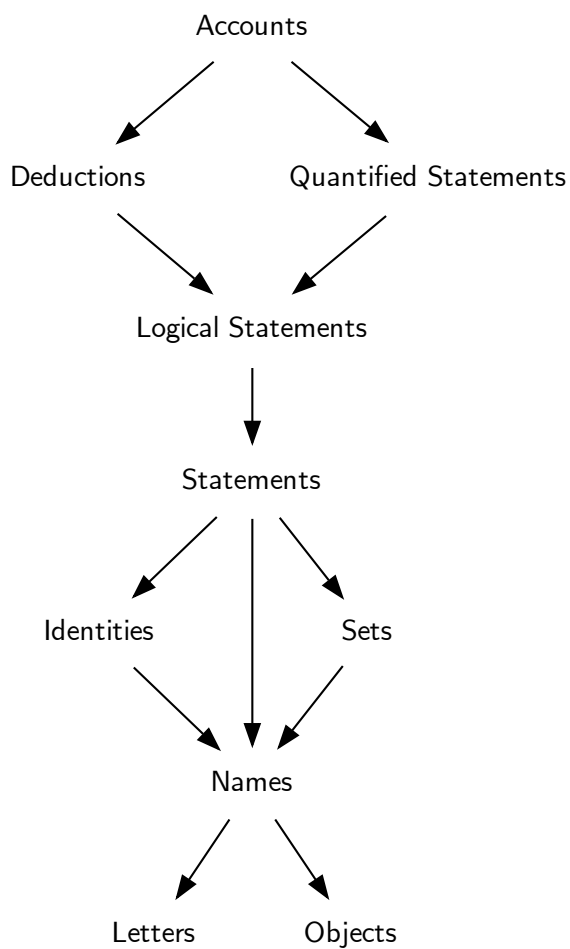 Accounts
Deductions
Quantified Statements
Logical Statements
Statements
Identities
Sets
Names
Letters
Objects